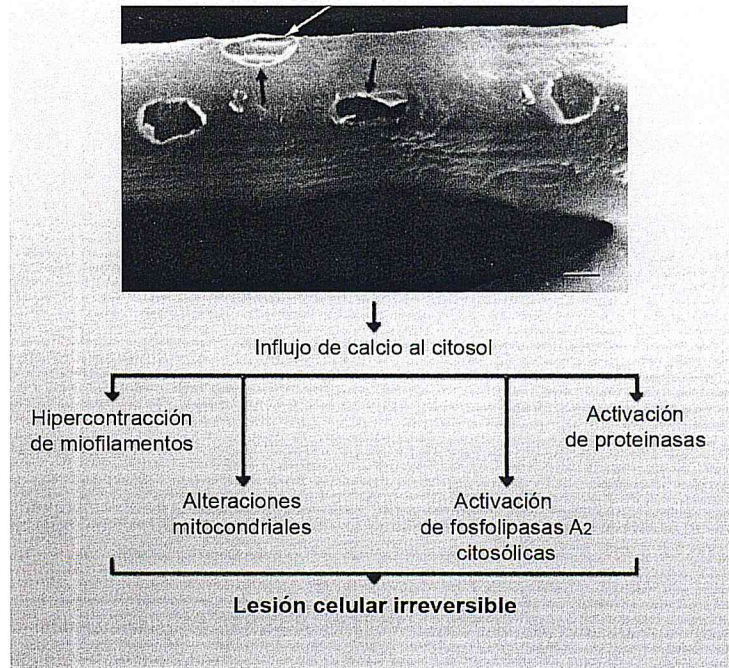 Influjo de calcio al citosol
Hipercontracción
de miofilamentos
Activación
de proteinasas
Alteraciones
mitocondriales
Activación
de fosfolipasas A2
citosólicas
Lesión celular irreversible